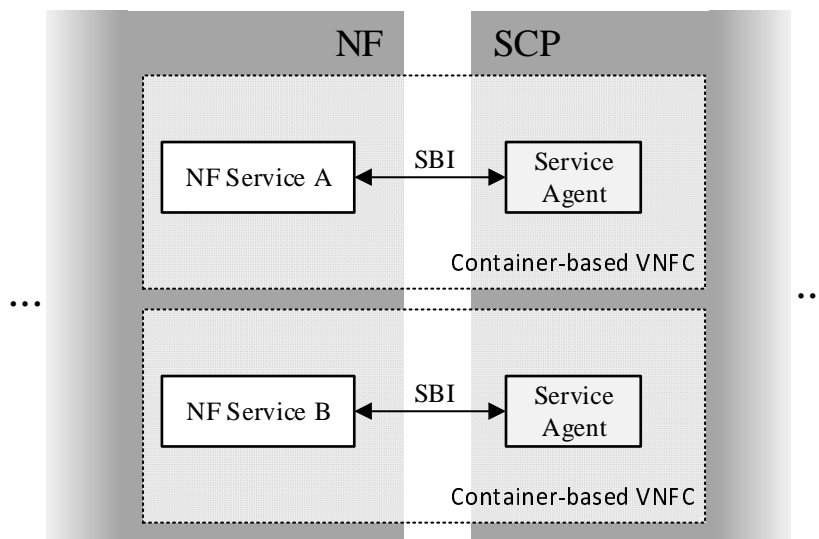 NF SCP
NF Service A
SBI
Service
Agent
Container-based VNFC
...
..
NF Service B
SBI
Service
Agent
Container-based VNFC